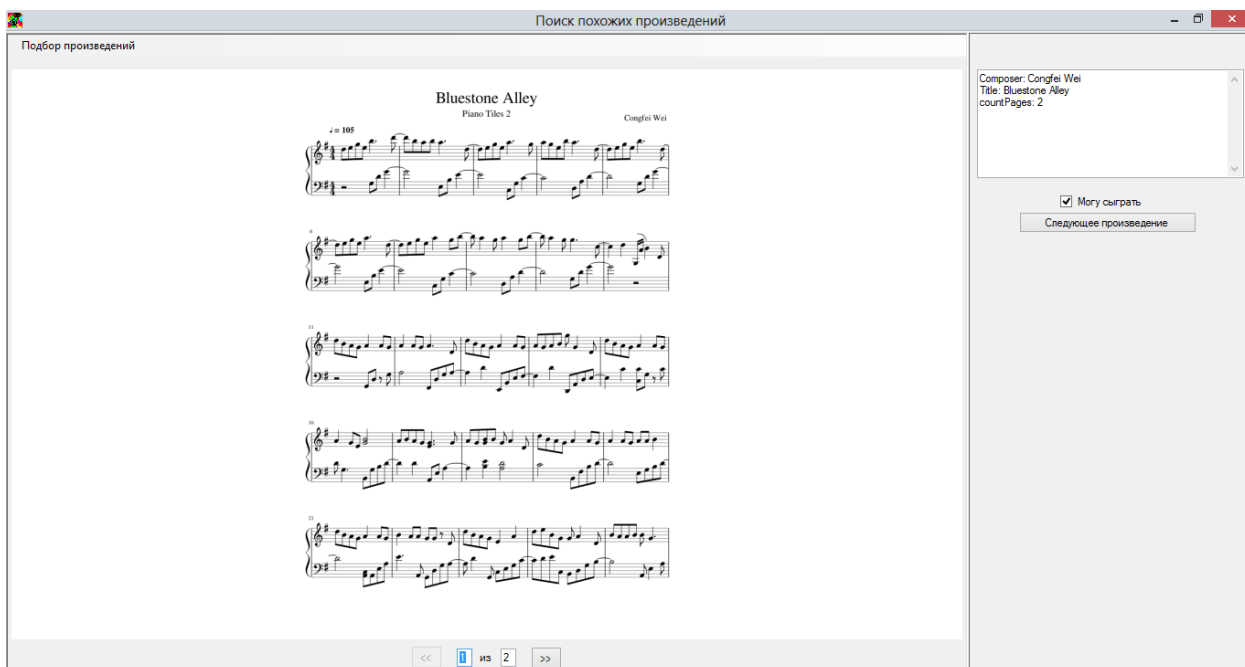 Поиск похожих произведений
Подбор произведений
Bluestone Alley
Piano Tiles 2
Congfei Wei
♩ = 105
6
11
16
21
<< 1 из 2 >>
Composer: Congfei Wei
Title: Bluestone Alley
countPages: 2
Могу сыграть
Следующее произведение